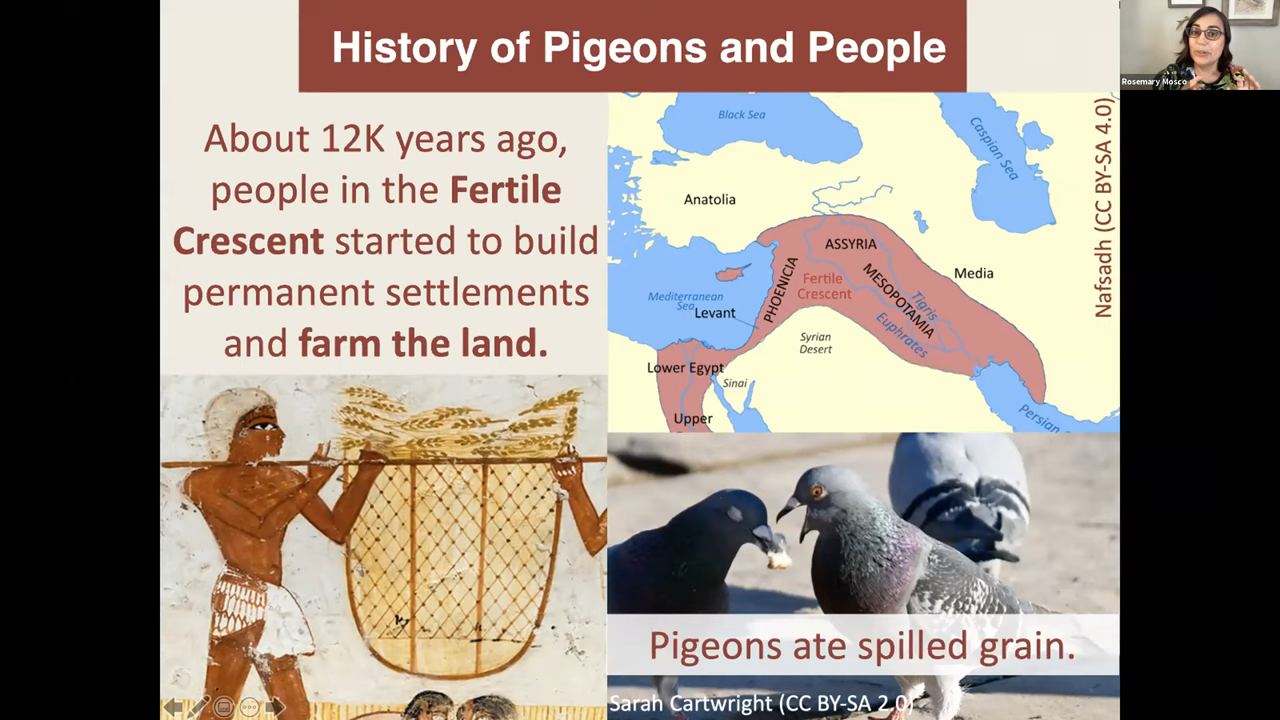 History of Pigeons and People
About 12K years ago,
people in the Fertile
Crescent started to build
permanent settlements
and farm the land.
Black Sea
Caspian Sea
Anatolia
ASSYRIA
Media
PHOENICIA
Fertile
Crescent
MESOPOTAMIA
Tigris
Euphrates
Mediterranean
Sea
Levant
Syrian
Desert
Lower Egypt
Sinai
Upper
Persian
Nafsadh (CC BY-SA 4.0)
Pigeons ate spilled grain.
Sarah Cartwright (CC BY-SA 2.0)
Rosemary Mosco